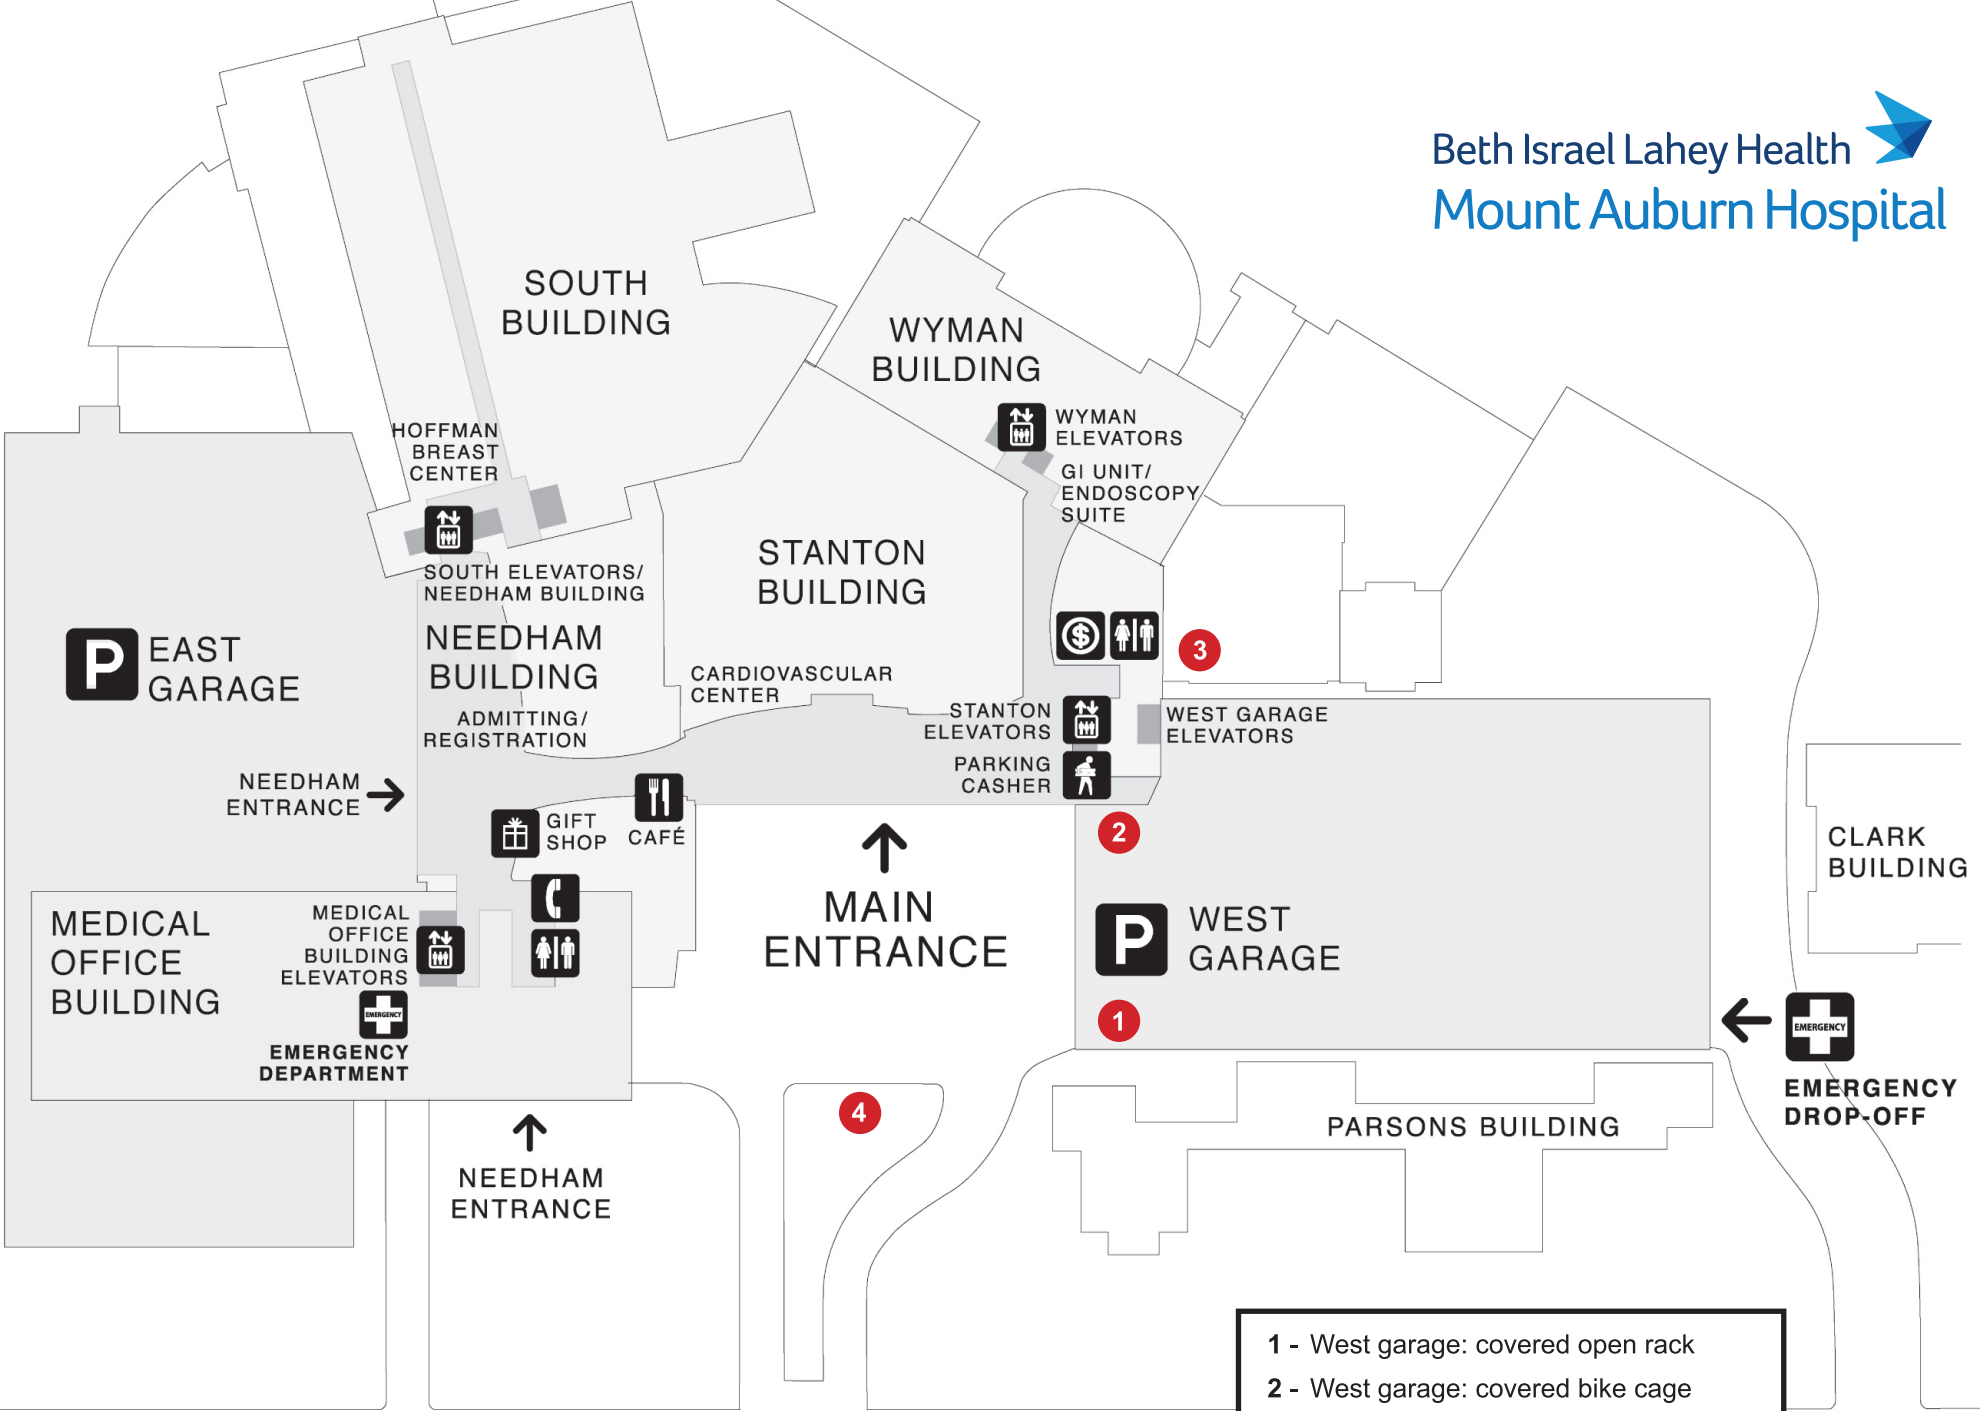 Beth Israel Lahey Health
Mount Auburn Hospital
SOUTH
BUILDING
WYMAN
BUILDING
WYMAN
ELEVATORS
GI UNIT/
ENDOSCOPY
SUITE
HOFFMAN
BREAST
CENTER
SOUTH ELEVATORS/
NEEDHAM BUILDING
STANTON
BUILDING
P
EAST
GARAGE
NEEDHAM
BUILDING
CARDIOVASCULAR
CENTER
ADMITTING/
REGISTRATION
$
3
STANTON
ELEVATORS
WEST GARAGE
ELEVATORS
PARKING
CASHER
NEEDHAM
ENTRANCE
GIFT
SHOP
CAFÉ
2
MAIN
ENTRANCE
CLARK
BUILDING
MEDICAL
OFFICE
BUILDING
MEDICAL
OFFICE
BUILDING
ELEVATORS
P
WEST
GARAGE
EMERGENCY
EMERGENCY
DEPARTMENT
1
EMERGENCY
EMERGENCY
DROP-OFF
4
PARSONS BUILDING
NEEDHAM
ENTRANCE
1 - West garage: covered open rack
2 - West garage: covered bike cage